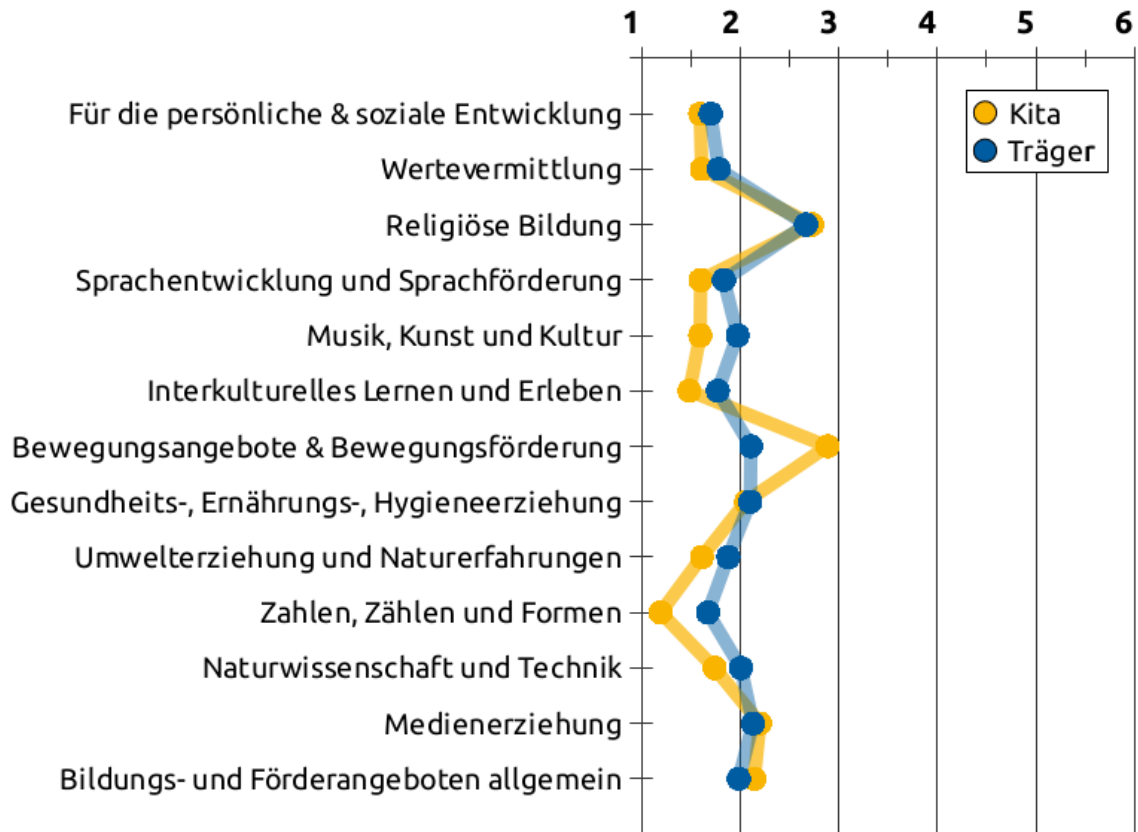 1 2 3 4 5 6
Für die persönliche & soziale Entwicklung
Kita
Träger
Wertevermittlung
Religiöse Bildung
Sprachentwicklung und Sprachförderung
Musik, Kunst und Kultur
Interkulturelles Lernen und Erleben
Bewegungsangebote & Bewegungsförderung
Gesundheits-, Ernährungs-, Hygieneerziehung
Umwelterziehung und Naturerfahrungen
Zahlen, Zählen und Formen
Naturwissenschaft und Technik
Medienerziehung
Bildungs- und Förderangeboten allgemein